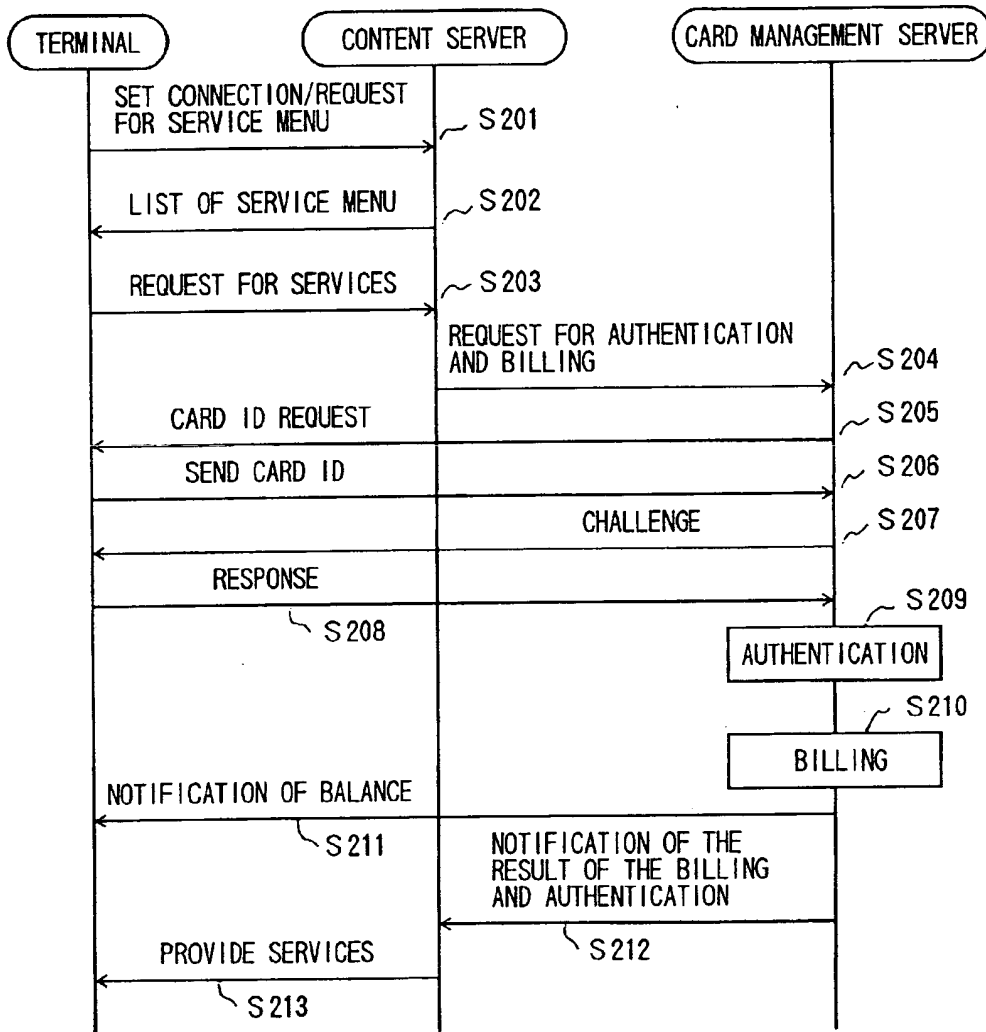 TERMINAL
CONTENT SERVER
CARD MANAGEMENT SERVER
SET CONNECTION/REQUEST
FOR SERVICE MENU
S201
LIST OF SERVICE MENU
S202
REQUEST FOR SERVICES
S203
REQUEST FOR AUTHENTICATION
AND BILLING
S204
CARD ID REQUEST
S205
SEND CARD ID
S206
CHALLENGE
S207
RESPONSE
S208
S209
AUTHENTICATION
S210
BILLING
NOTIFICATION OF BALANCE
S211
NOTIFICATION OF THE
RESULT OF THE BILLING
AND AUTHENTICATION
S212
PROVIDE SERVICES
S213